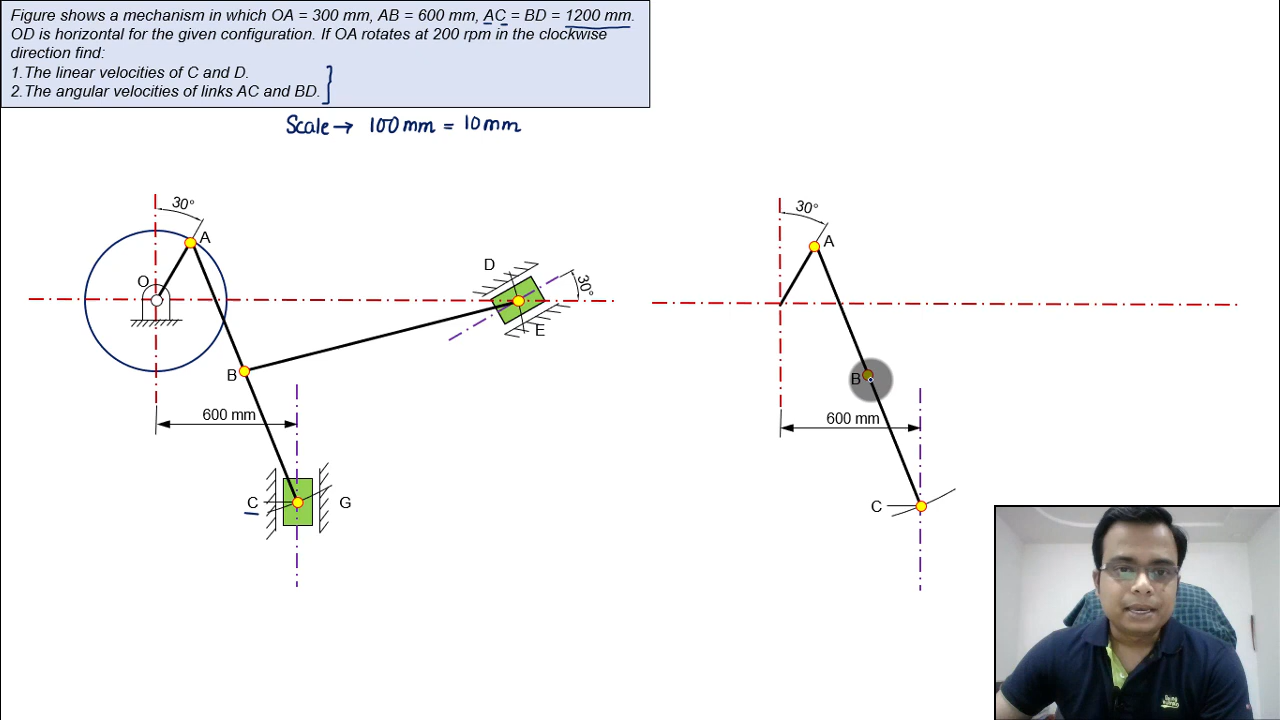 Figure shows a mechanism in which OA = 300 mm, AB = 600 mm, AC = BD = 1200 mm.
OD is horizontal for the given configuration. If OA rotates at 200 rpm in the clockwise
direction find:
1.The linear velocities of C and D.
2.The angular velocities of links AC and BD.
Scale → 100 mm = 10 mm
30°
A
O
D
30°
E
B
600 mm
C
G
30°
A
B
600 mm
C